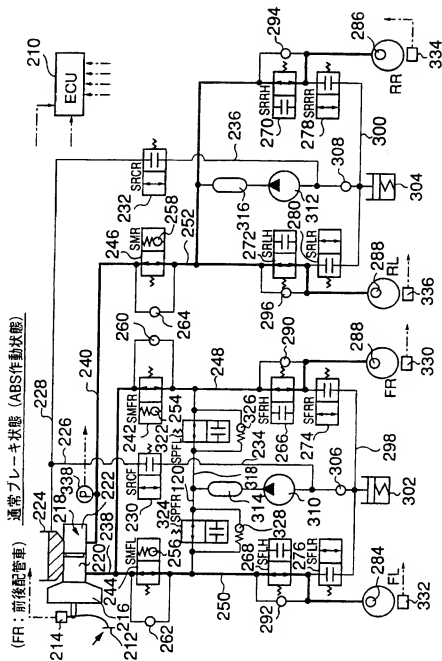 通常ブレーキ状態 (ABS作動状態)
(FR：前後配管車)
210
ECU
214
224
226
228
218
338
P
222
240
212
216
220
238
244
SMFL
256
262
230
SRCF
324
242
SMFR
322
254
260
264
246
SMR
258
232
SRCR
236
252
250
SPFR
120
SPFL
318
234
326
248
268
328
314
316
292
SFLH
276
SFLR
310
266
SFRH
274
SFRR
290
296
272
SRLH
280
SRLR
312
270
SRRH
278
SRRR
294
306
308
298
300
302
304
284
FL
332
288
FR
330
288
RL
336
286
RR
334